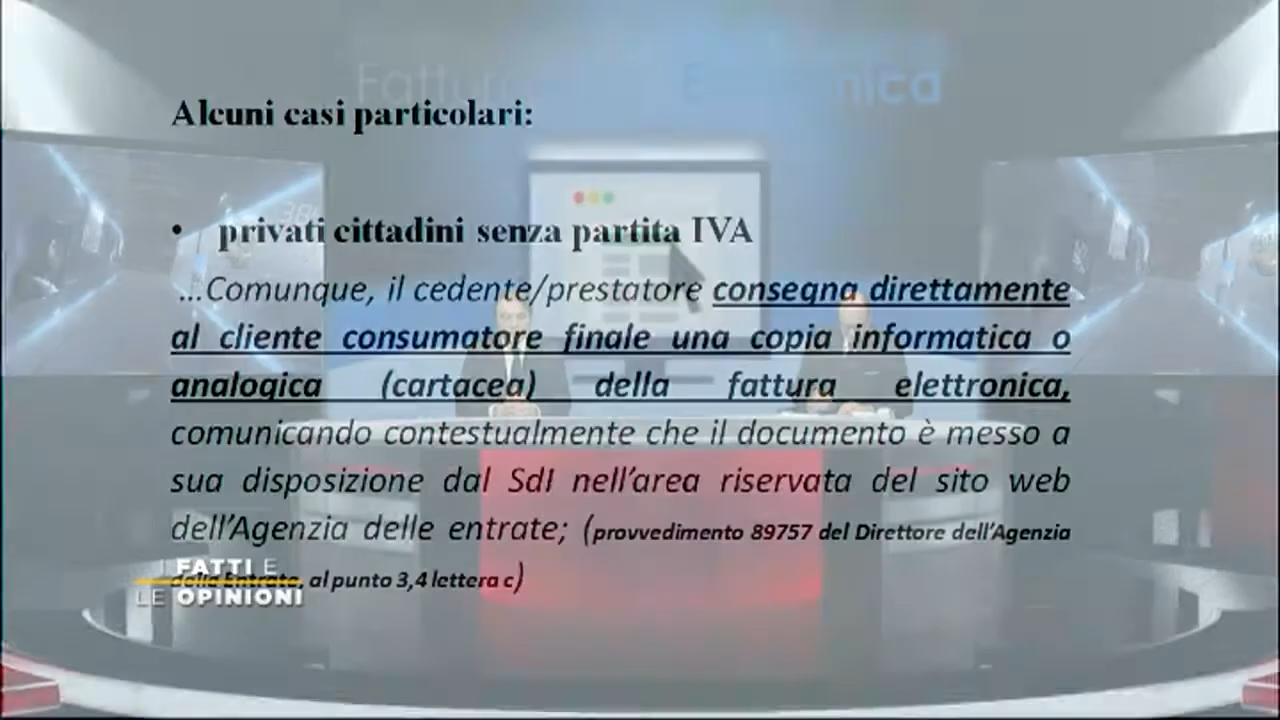 Alcuni casi particolari:
• privati cittadini senza partita IVA
...Comunque, il cedente/prestatore consegna direttamente
al cliente consumatore finale una copia informatica o
analogica (cartacea) della fattura elettronica,
comunicando contestualmente che il documento è messo a
sua disposizione dal SdI nell'area riservata del sito web
dell'Agenzia delle entrate; (provvedimento 89757 del Direttore dell'Agenzia
delle Entrate, al punto 3,4 lettera c)
I FATTI E
LE OPINIONI